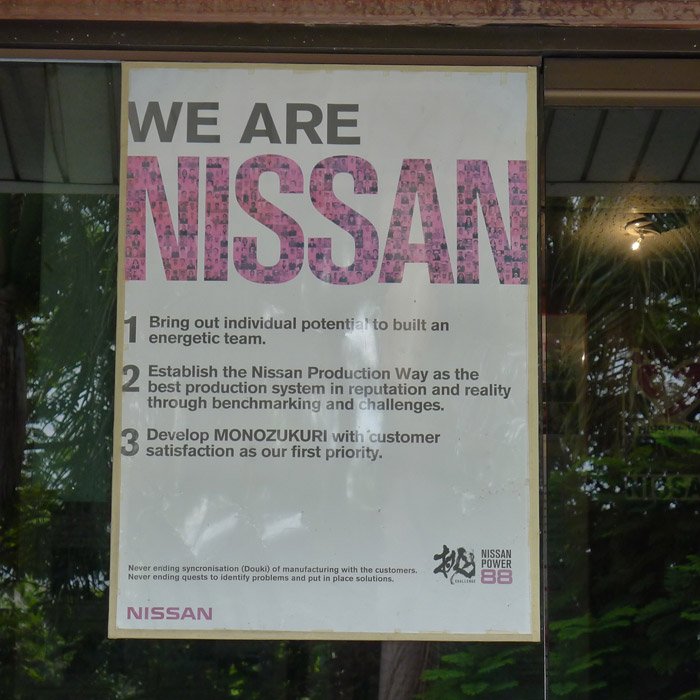 WE ARE
NISSAN
1 Bring out individual potential to built an
energetic team.
2 Establish the Nissan Production Way as the
best production system in reputation and reality
through benchmarking and challenges.
3 Develop MONOZUKURI with customer
satisfaction as our first priority.
Never ending syncronisation (Douki) of manufacturing with the customers.
Never ending quests to identify problems and put in place solutions.
挑
CHALLENGE
NISSAN
POWER
88
NISSAN